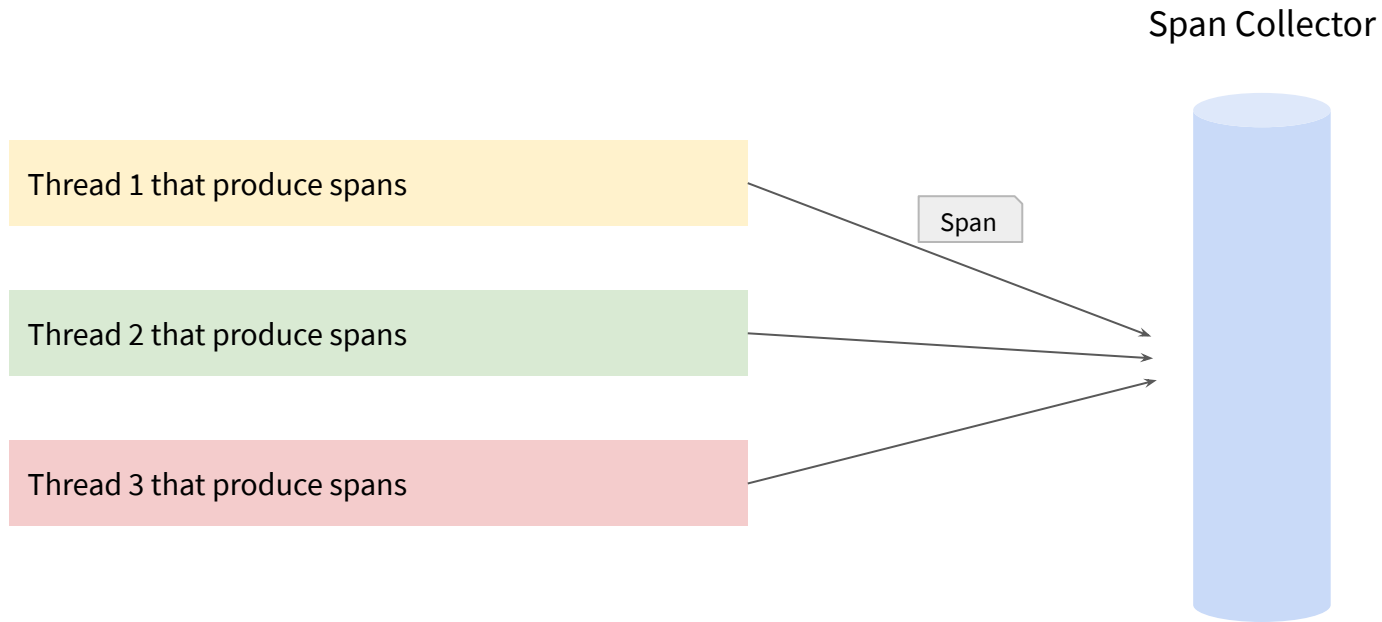 Span Collector
Thread 1 that produce spans
Span
Thread 2 that produce spans
Thread 3 that produce spans